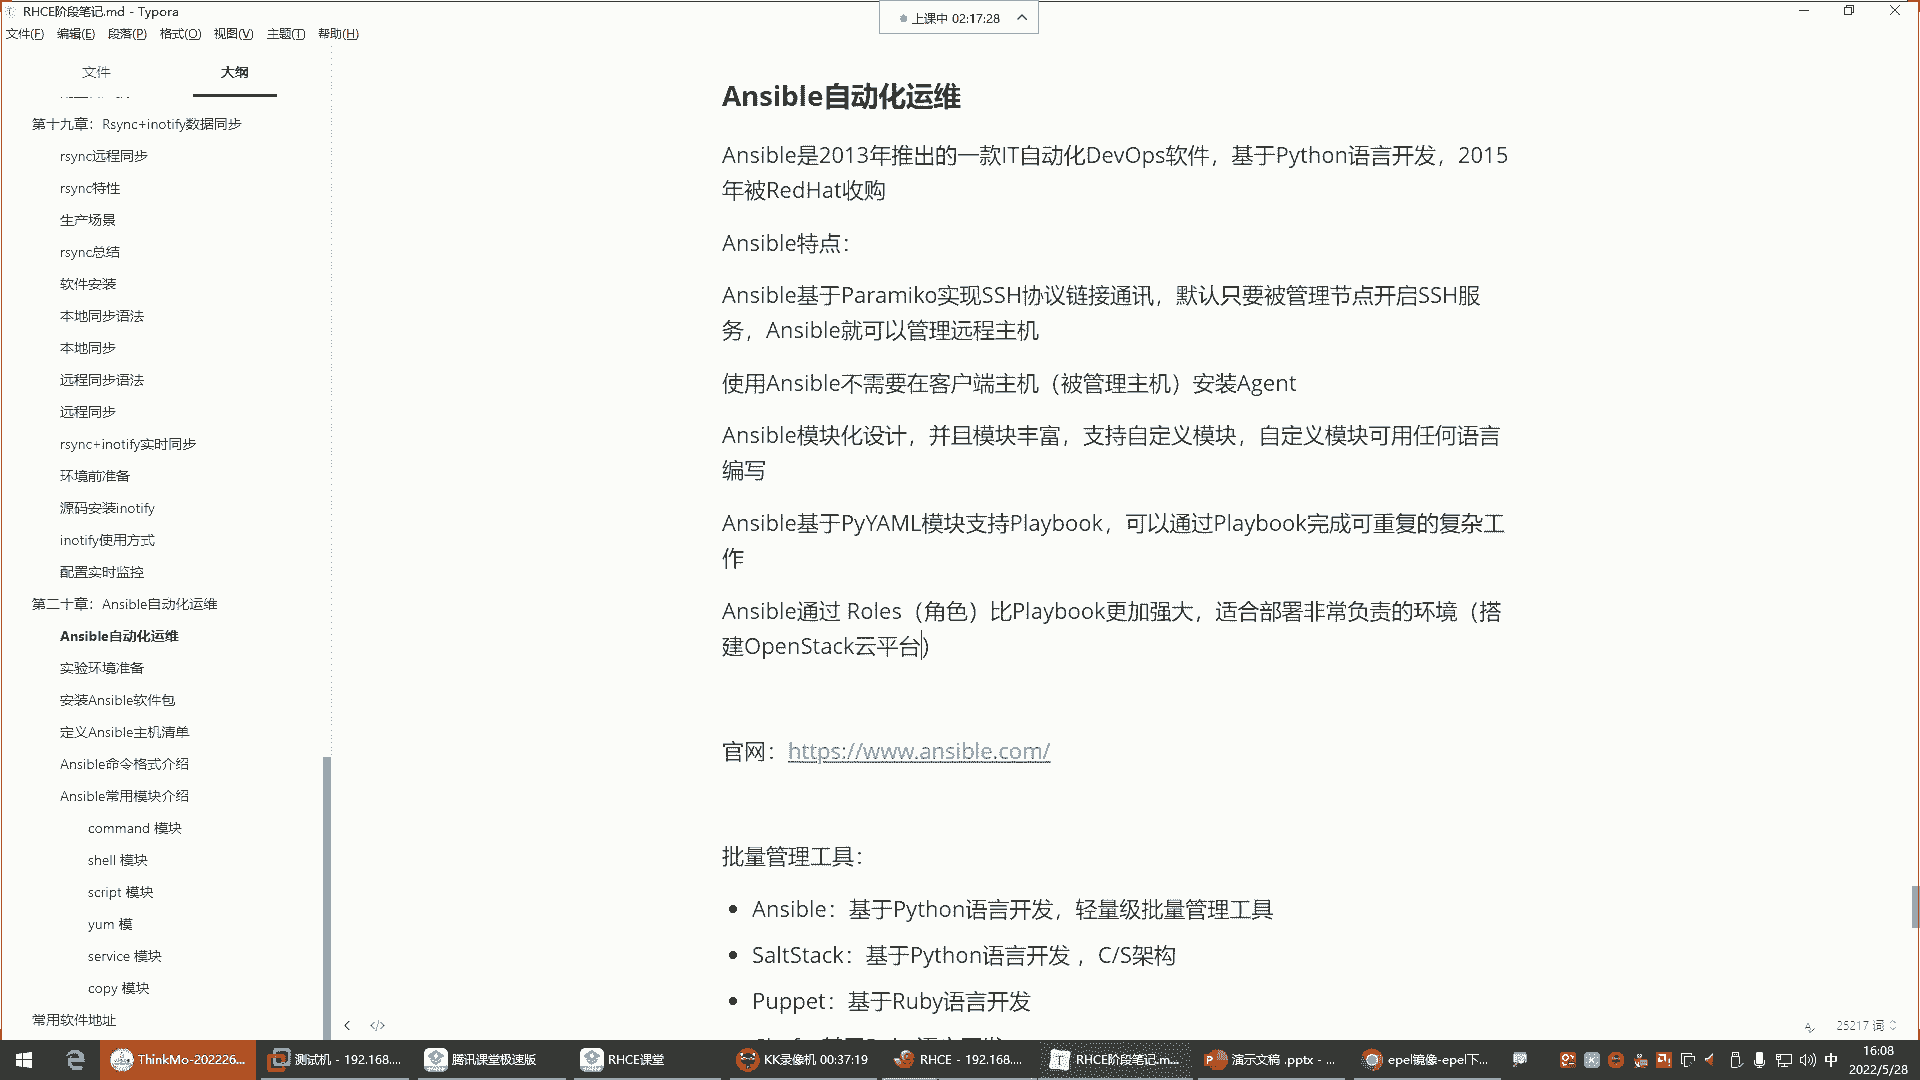 RHCE阶段笔记.md - Typora
上课中 02:17:28
文件(F) 编辑(E) 段落(P) 格式(O) 视图(V) 主题(T) 帮助(H)
文件 大纲
第十九章：Rsync+inotify数据同步
rsync远程同步
rsync特性
生产场景
rsync总结
软件安装
本地同步语法
本地同步
远程同步语法
远程同步
rsync+inotify实时同步
环境前准备
源码安装inotify
inotify使用方式
配置实时监控
第二十章：Ansible自动化运维
Ansible自动化运维
实验环境准备
安装Ansible软件包
定义Ansible主机清单
Ansible命令格式介绍
Ansible常用模块介绍
command 模块
shell 模块
script 模块
yum 模
service 模块
copy 模块
常用软件地址
Ansible自动化运维
Ansible是2013年推出的一款IT自动化DevOps软件，基于Python语言开发，2015
年被RedHat收购
Ansible特点：
Ansible基于Paramiko实现SSH协议链接通讯，默认只要被管理节点开启SSH服
务，Ansible就可以管理远程主机
使用Ansible不需要在客户端主机（被管理主机）安装Agent
Ansible模块化设计，并且模块丰富，支持自定义模块，自定义模块可用任何语言
编写
Ansible基于PyYAML模块支持Playbook，可以通过Playbook完成可重复的复杂工
作
Ansible通过 Roles（角色）比Playbook更加强大，适合部署非常负责的环境（搭
建OpenStack云平台）
官网：https://www.ansible.com/
批量管理工具：
Ansible：基于Python语言开发，轻量级批量管理工具
SaltStack：基于Python语言开发 ，C/S架构
Puppet：基于Ruby语言开发
25217 词
ThinkMo-202226... 测试机 - 192.168.... 腾讯课堂极速版 RHCE课堂 KK录像机 00:37:19 RHCE - 192.168.... RHCE阶段笔记.m... 演示文稿 .pptx - ... epel镜像-epel下... 中 16:08
2022/5/28